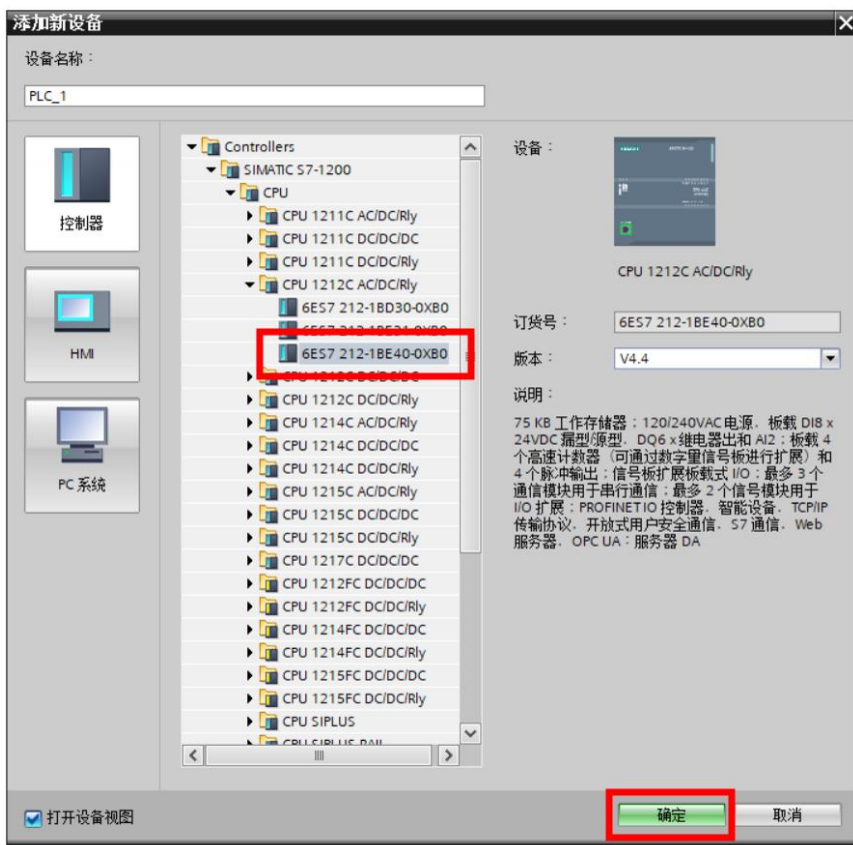 添加新设备
设备名称：
PLC_1
控制器
HMI
PC 系统
Controllers
SIMATIC S7-1200
CPU
CPU 1211C AC/DC/Rly
CPU 1211C DC/DC/DC
CPU 1211C DC/DC/Rly
CPU 1212C AC/DC/Rly
6ES7 212-1BD30-0XB0
6ES7 212-1BE31-0XB0
6ES7 212-1BE40-0XB0
CPU 1212C DC/DC/DC
CPU 1212C DC/DC/Rly
CPU 1214C AC/DC/Rly
CPU 1214C DC/DC/DC
CPU 1214C DC/DC/Rly
CPU 1215C AC/DC/Rly
CPU 1215C DC/DC/DC
CPU 1215C DC/DC/Rly
CPU 1217C DC/DC/DC
CPU 1212FC DC/DC/DC
CPU 1212FC DC/DC/Rly
CPU 1214FC DC/DC/DC
CPU 1214FC DC/DC/Rly
CPU 1215FC DC/DC/DC
CPU 1215FC DC/DC/Rly
CPU SIPLUS
CPU SIPLUS RAIL
设备：
CPU 1212C AC/DC/Rly
订货号：
6ES7 212-1BE40-0XB0
版本：
V4.4
说明：
75 KB 工作存储器；120/240VAC 电源，板载 DI8 x
24VDC 漏型/源型，DQ6 x 继电器出和 AI2；板载 4
个高速计数器（可通过数字量信号板进行扩展）和
4 个脉冲输出；信号板扩展板载式 I/O；最多 3 个
通信模块用于串行通信；最多 2 个信号模块用于
I/O 扩展；PROFINET IO 控制器，智能设备，TCP/IP
传输协议，开放式用户安全通信，S7 通信，Web
服务器，OPC UA：服务器 DA
打开设备视图
确定
取消